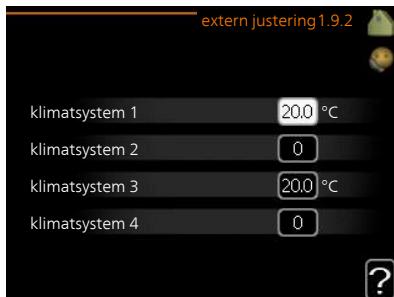 extern justering 1.9.2
klimatsystem 1 20.0 °C
klimatsystem 2 0
klimatsystem 3 20.0 °C
klimatsystem 4 0
?